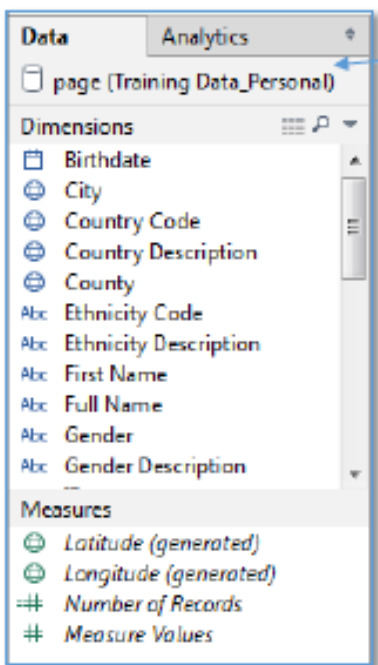 Data Analytics
page (Training Data_Personal)
Dimensions
Birthdate
City
Country Code
Country Description
County
Abc Ethnicity Code
Abc Ethnicity Description
Abc First Name
Abc Full Name
Abc Gender
Abc Gender Description
Measures
Latitude (generated)
Longitude (generated)
=# Number of Records
# Measure Values